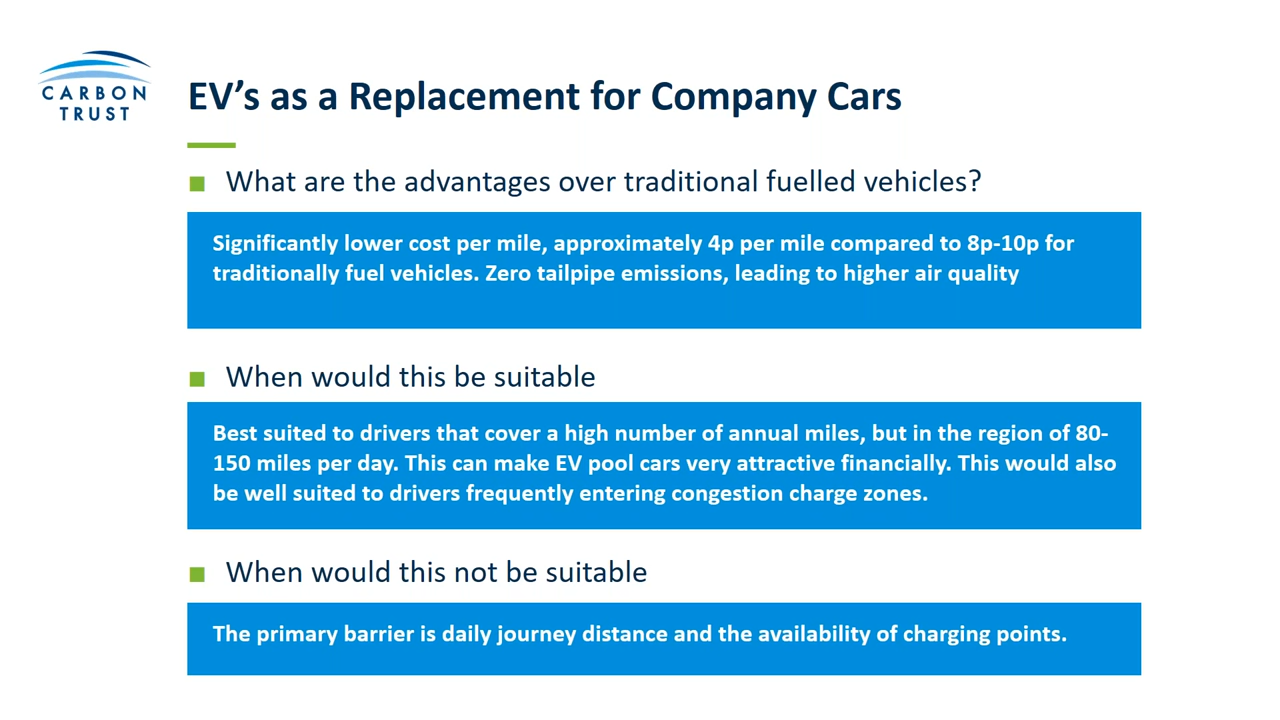 CARBON
TRUST
EV’s as a Replacement for Company Cars
What are the advantages over traditional fuelled vehicles?
Significantly lower cost per mile, approximately 4p per mile compared to 8p-10p for
traditionally fuel vehicles. Zero tailpipe emissions, leading to higher air quality
When would this be suitable
Best suited to drivers that cover a high number of annual miles, but in the region of 80-
150 miles per day. This can make EV pool cars very attractive financially. This would also
be well suited to drivers frequently entering congestion charge zones.
When would this not be suitable
The primary barrier is daily journey distance and the availability of charging points.